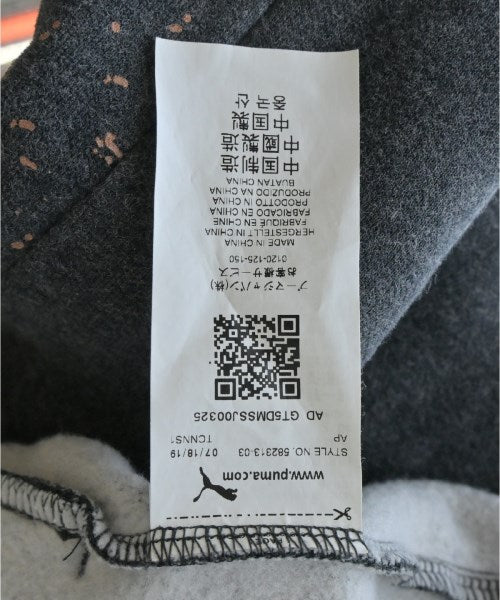 www.puma.com
STYLE NO. 582313-03 07/18/19
AP TCNNS1
AD GT5DMSSJ000325
プーマジャパン(株)
お客様サービス
0120-125-150
MADE IN CHINA
HERGESTELLT IN CHINA
FABRIQUÉ EN CHINE
FABRICADO EN CHINA
PRODOTTO IN CHINA
PRODUZIDO NA CHINA
BUATAN CHINA
中国制造
中國製造
中国製
중국산